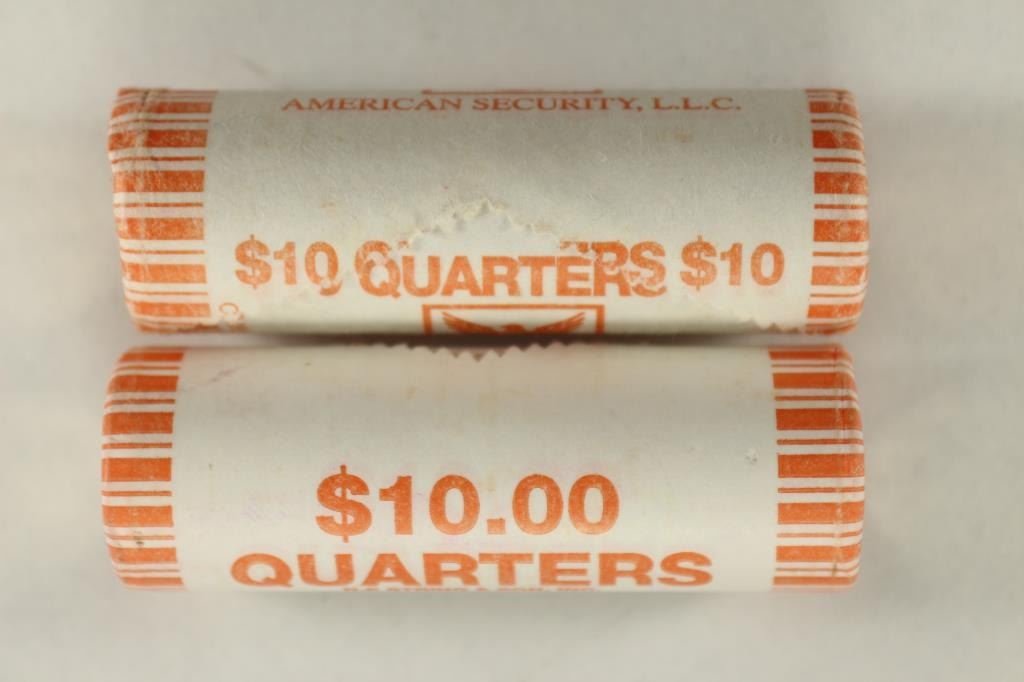 AMERICAN SECURITY, L.L.C.
$10 QUARTERS $10
$10.00
QUARTERS